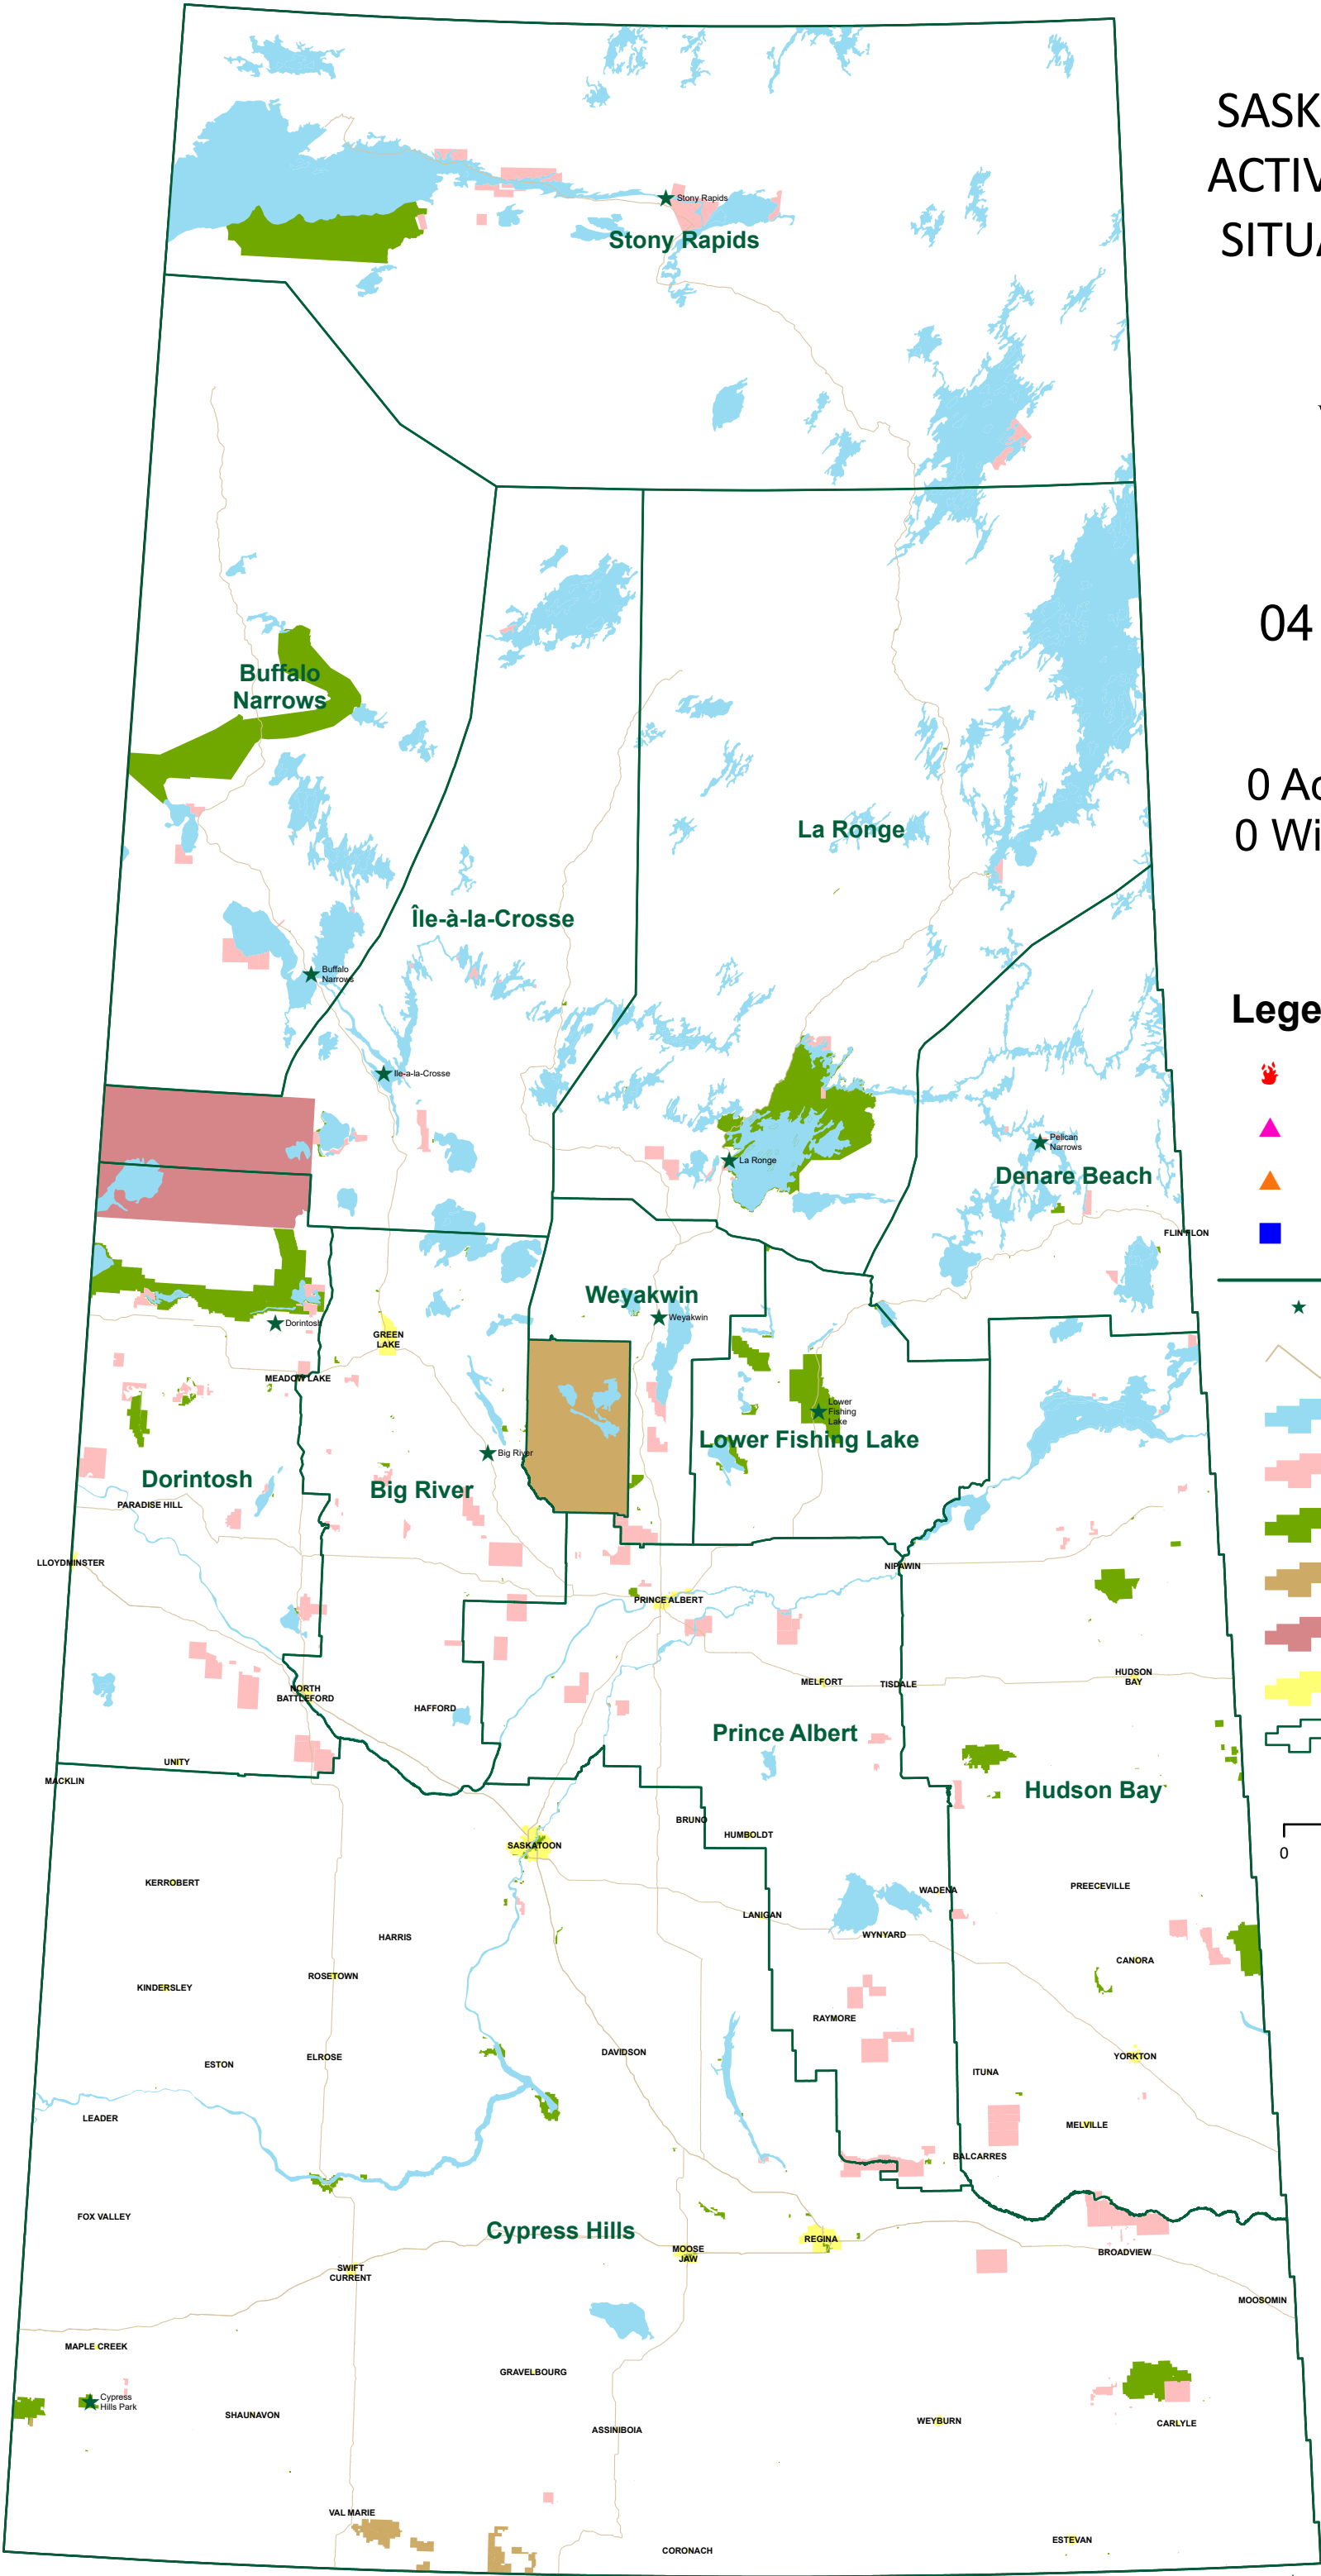 SASK
ACTIV
SITUA
04
0 Ac
0 Wi
Lege
0
Stony Rapids
Stony Rapids
Buffalo
Narrows
La Ronge
Île-à-la-Crosse
Buffalo
Narrows
Ile-a-la-Crosse
Pelican
Narrows
La Ronge
Denare Beach
FLIN FLON
Weyakwin
Weyakwin
Dorintosh
GREEN
LAKE
MEADOW LAKE
Lower
Fishing
Lake
Lower Fishing Lake
Big River
Dorintosh
Big River
PARADISE HILL
LLOYDMINSTER
NIPAWIN
PRINCE ALBERT
MELFORT
TISDALE
HUDSON
BAY
NORTH
BATTLEFORD
HAFFORD
Prince Albert
UNITY
MACKLIN
Hudson Bay
BRUNO
HUMBOLDT
SASKATOON
KERROBERT
WADENA
PREECEVILLE
LANIGAN
WYNYARD
HARRIS
CANORA
ROSETOWN
KINDERSLEY
RAYMORE
DAVIDSON
YORKTON
ELROSE
ESTON
ITUNA
LEADER
MELVILLE
BALCARRES
FOX VALLEY
Cypress Hills
REGINA
MOOSE
JAW
BROADVIEW
SWIFT
CURRENT
MOOSOMIN
MAPLE CREEK
GRAVELBOURG
Cypress
Hills Park
SHAUNAVON
WEYBURN
CARLYLE
ASSINIBOIA
VAL MARIE
ESTEVAN
CORONACH